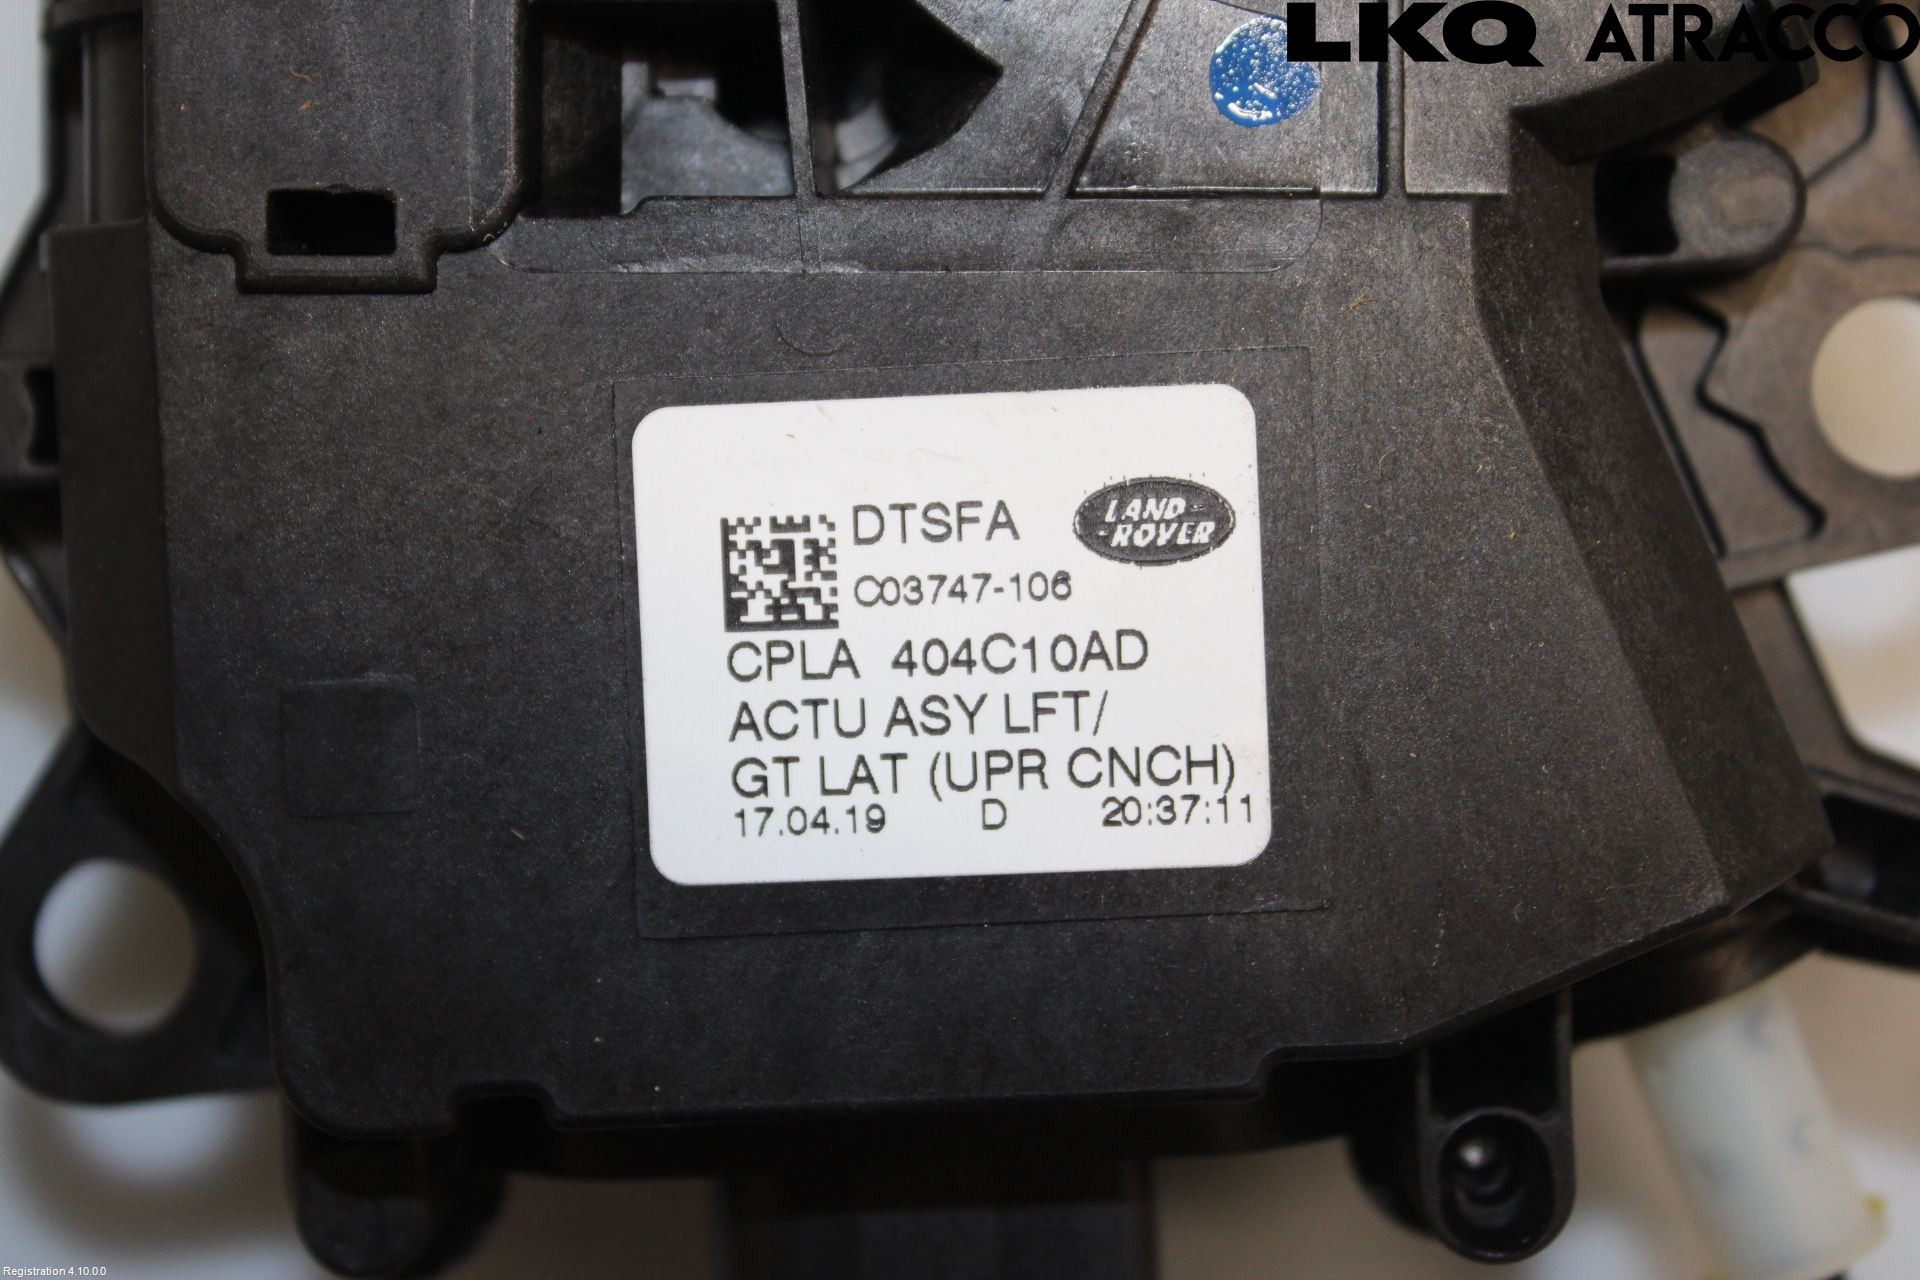 LKQ ATRACCO
DTSFA
LAND-
-ROVER
C03747-106
CPLA 404C10AD
ACTU ASY LFT/
GT LAT (UPR CNCH)
17.04.19 D 20:37:11
Registration 4.10.0.0